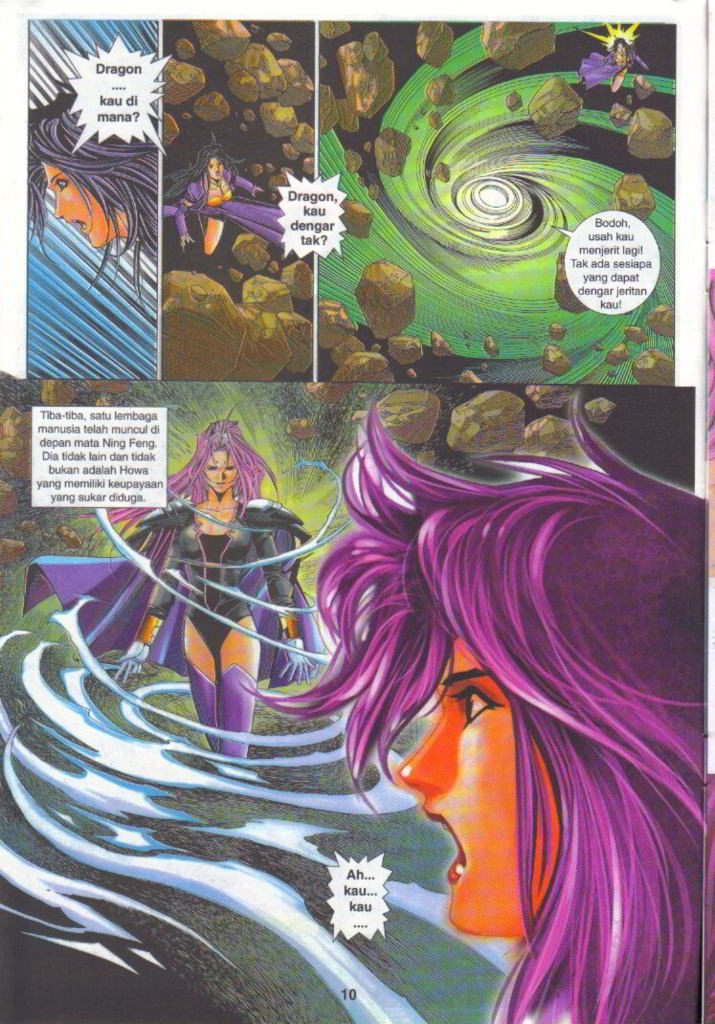 Dragon
....
kau di
mana?
Dragon,
kau
dengar
tak?
Bodoh,
usah kau
menjerit lagi!
Tak ada sesiapa
yang dapat
dengar jeritan
kau!
Tiba-tiba, satu lembaga
manusia telah muncul di
depan mata Ning Feng.
Dia tidak lain dan tidak
bukan adalah Howa
yang memiliki keupayaan
yang sukar diduga.
Ah...
kau...
kau
....
10